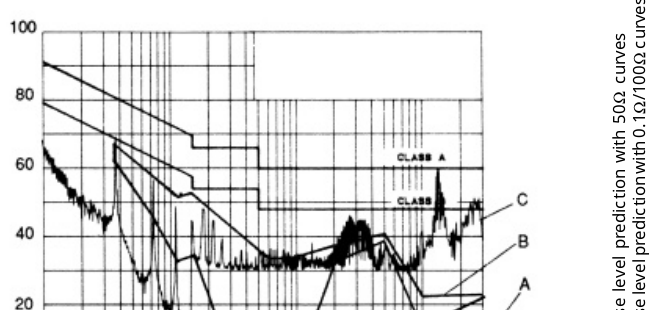 100
80
60
40
20
CLASS A
CLASS
C
B
A
se level prediction with 50Ω curves
se level prediction with 0.1Ω/100Ω curves